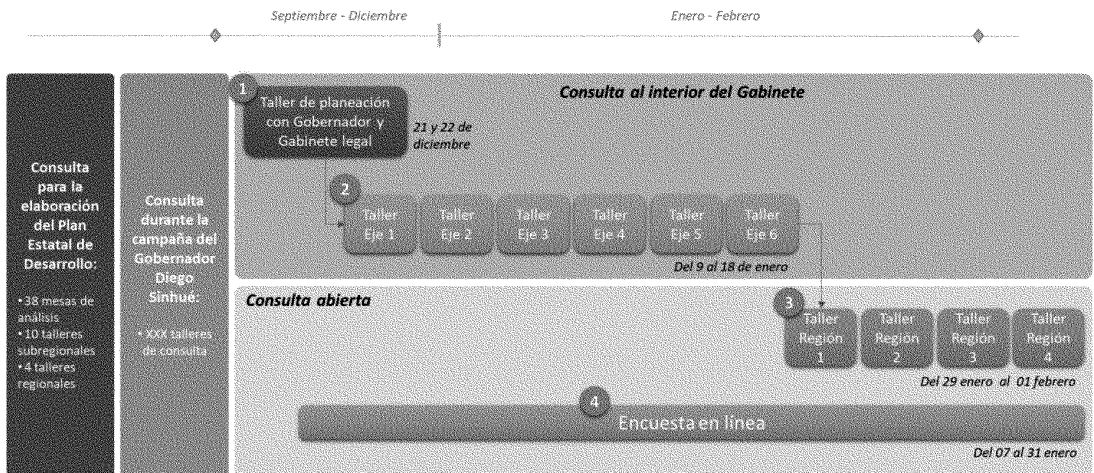 Septiembre - Diciembre
Enero - Febrero
Consulta
para la
elaboración
del Plan
Estatal de
Desarrollo:
• 38 mesas de
análisis
• 10 talleres
subregionales
• 4 talleres
regionales
Consulta
durante la
campaña del
Gobernador
Diego
Sinhué:
• XXX talleres
de consulta
Consulta al interior del Gabinete
1
Taller de planeación
con Gobernador y
Gabinete legal
21 y 22 de
diciembre
2
Taller
Eje 1
Taller
Eje 2
Taller
Eje 3
Taller
Eje 4
Taller
Eje 5
Taller
Eje 6
Del 9 al 18 de enero
Consulta abierta
3
Taller
Región
1
Taller
Región
2
Taller
Región
3
Taller
Región
4
Del 29 enero al 01 febrero
4
Encuesta en línea
Del 07 al 31 enero